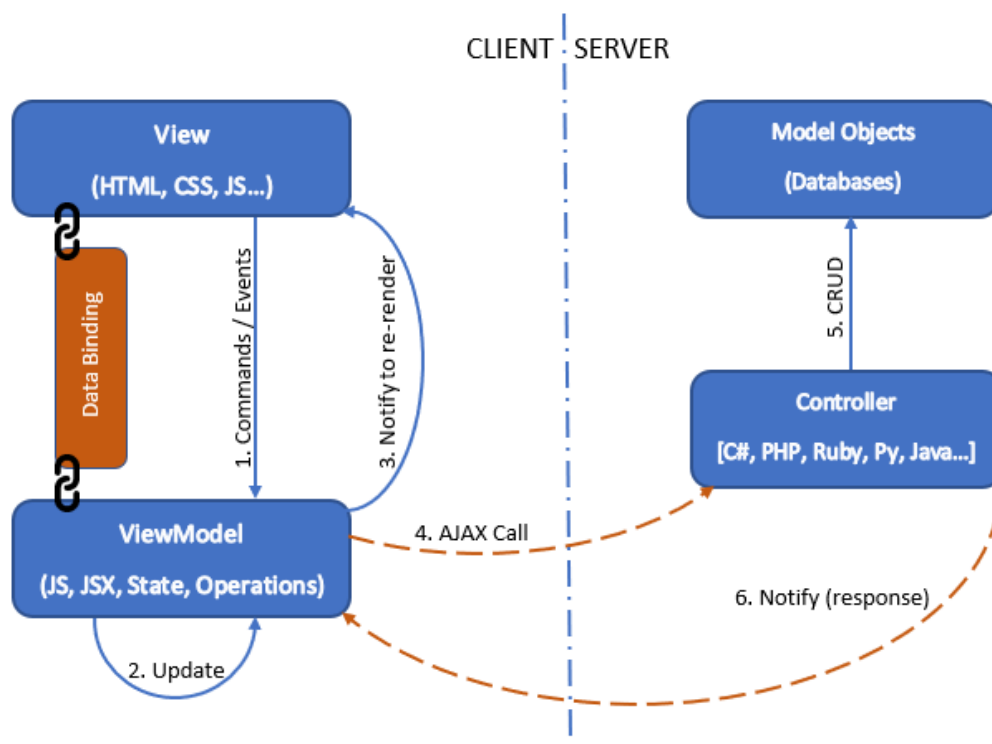 CLIENT SERVER
View
(HTML, CSS, JS...)
Model Objects
(Databases)
Data Binding
1. Commands / Events
3. Notify to re-render
5. CRUD
Controller
[C#, PHP, Ruby, Py, Java...]
ViewModel
(JS, JSX, State, Operations)
4. AJAX Call
6. Notify (response)
2. Update